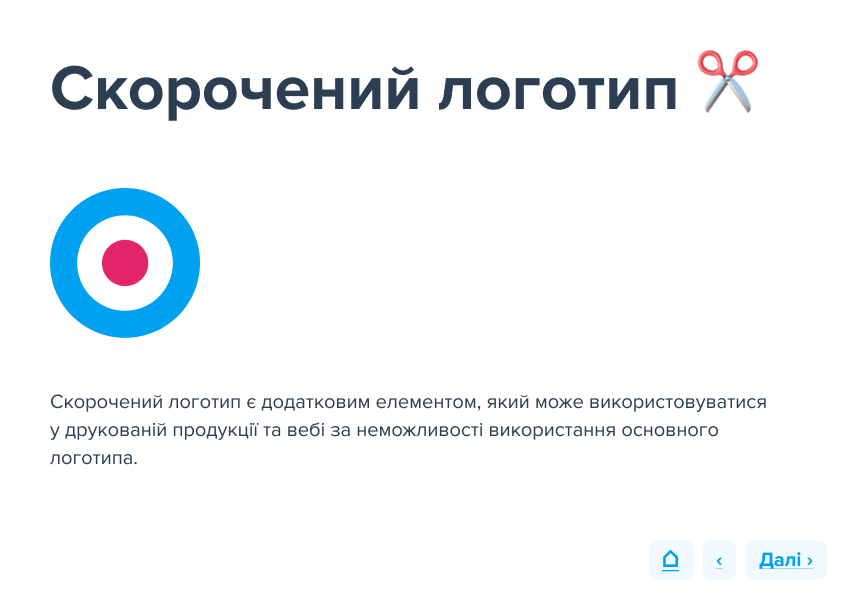 Скорочений логотип ✂️
Скорочений логотип є додатковим елементом, який може використовуватися
у друкованій продукції та вебі за неможливості використання основного
логотипа.
‹ Далі ›